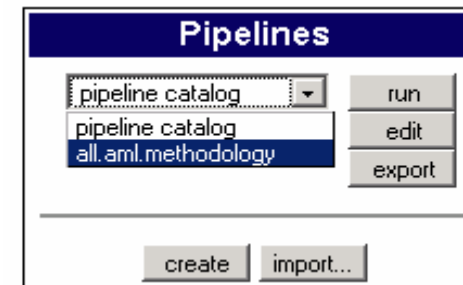 Pipelines
pipeline catalog
run
pipeline catalog
edit
all.aml.methodology
export
create
import...